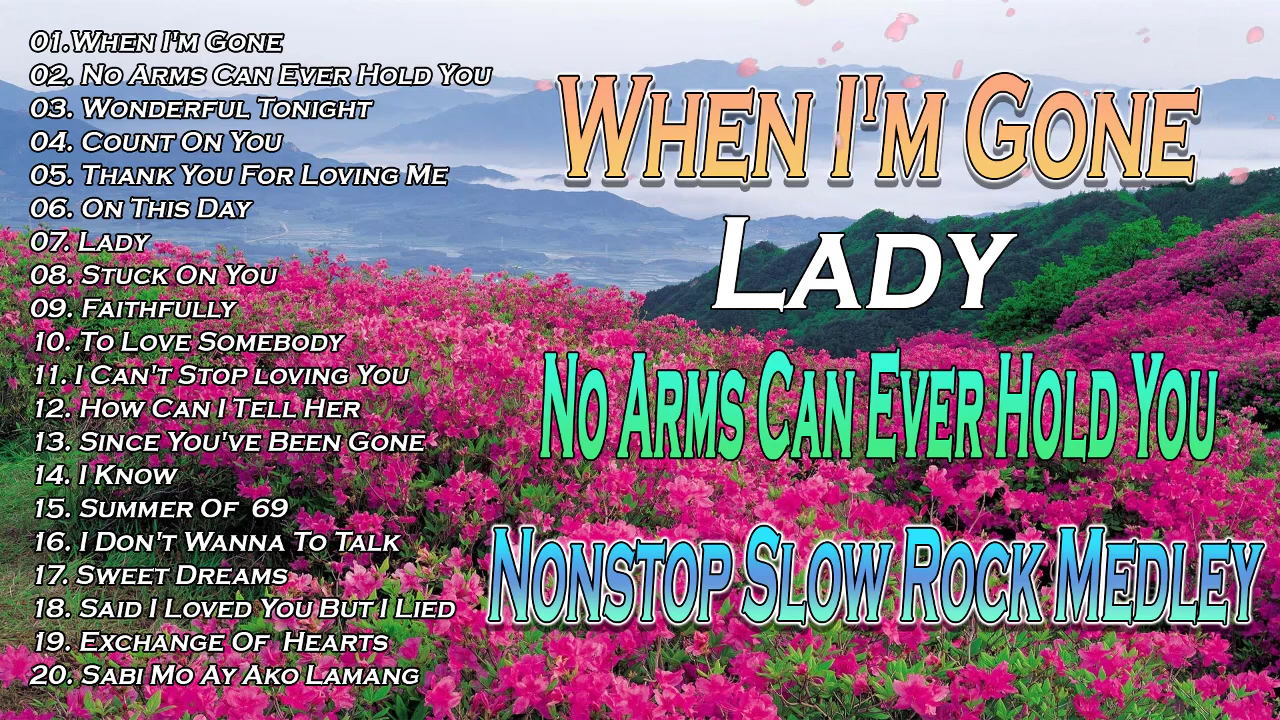 01.When I'm Gone
02. No Arms Can Ever Hold You
03. Wonderful Tonight
04. Count On You
05. Thank You For Loving Me
06. On This Day
07. Lady
08. Stuck On You
09. Faithfully
10. To Love Somebody
11. I Can't Stop loving You
12. How Can I Tell Her
13. Since You've Been Gone
14. I Know
15. Summer Of 69
16. I Don't Wanna To Talk
17. Sweet Dreams
18. Said I Loved You But I Lied
19. Exchange Of Hearts
20. Sabi Mo Ay Ako Lamang
When I'm Gone
Lady
No Arms Can Ever Hold You
Nonstop Slow Rock Medley